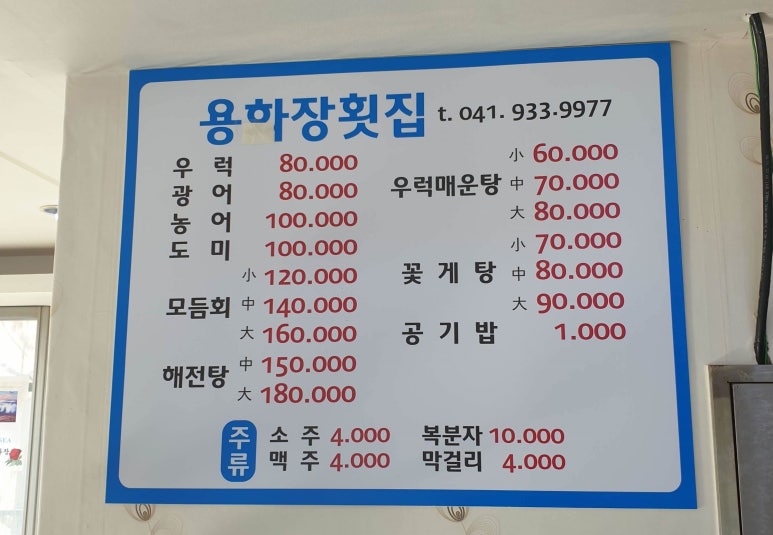 용화장횟집 t. 041. 933-9977
우 럭 80.000
광 어 80.000
농 어 100.000
도 미 100.000
모듬회 小 120.000
中 140.000
大 160.000
해전탕 中 150.000
大 180.000
우럭매운탕 小 60.000
中 70.000
大 80.000
꽃 게 탕 小 70.000
中 80.000
大 90.000
공 기 밥 1.000
주류
소 주 4.000 복분자 10.000
맥 주 4.000 막걸리 4.000